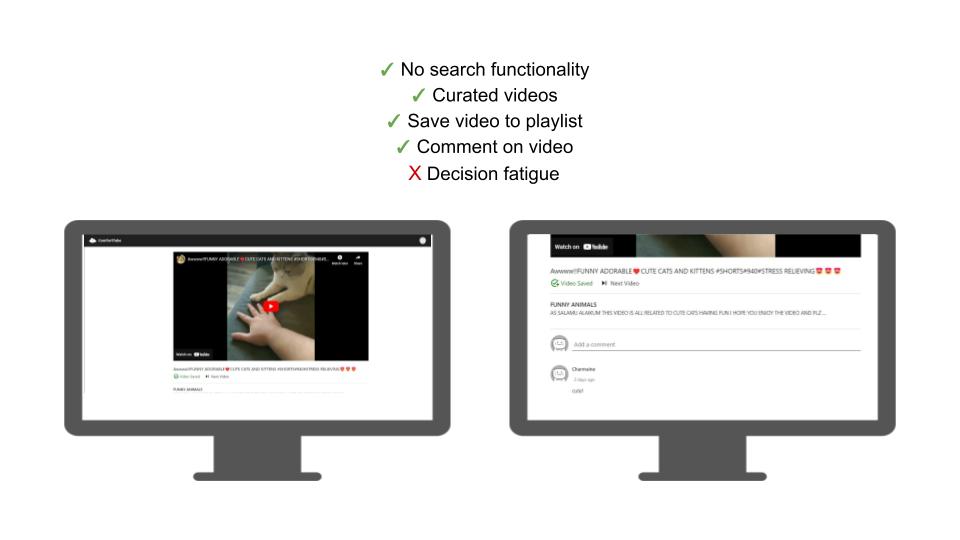 ✓ No search functionality
✓ Curated videos
✓ Save video to playlist
✓ Comment on video
X Decision fatigue
Awwww!!FUNNY ADORABLE❤️CUTE CATS AND KITTENS #SHORTS#940#S...
Watch later Share
Watch on YouTube
Awwww!!FUNNY ADORABLE❤️CUTE CATS AND KITTENS #SHORTS#940#STRESS RELIEVING😍😍😍
Video Saved Next Video
FUNNY ANIMALS
Watch on YouTube
Awwww!!FUNNY ADORABLE❤️CUTE CATS AND KITTENS #SHORTS#940#STRESS RELIEVING😍😍😍
Video Saved Next Video
FUNNY ANIMALS
AS SALAMU ALAIKUM THIS VIDEO IS ALL RELATED TO CUTE CATS HAVING FUN I HOPE YOU ENJOY THE VIDEO AND PLZ ...
Add a comment
Charmaine
2 days ago
cute!